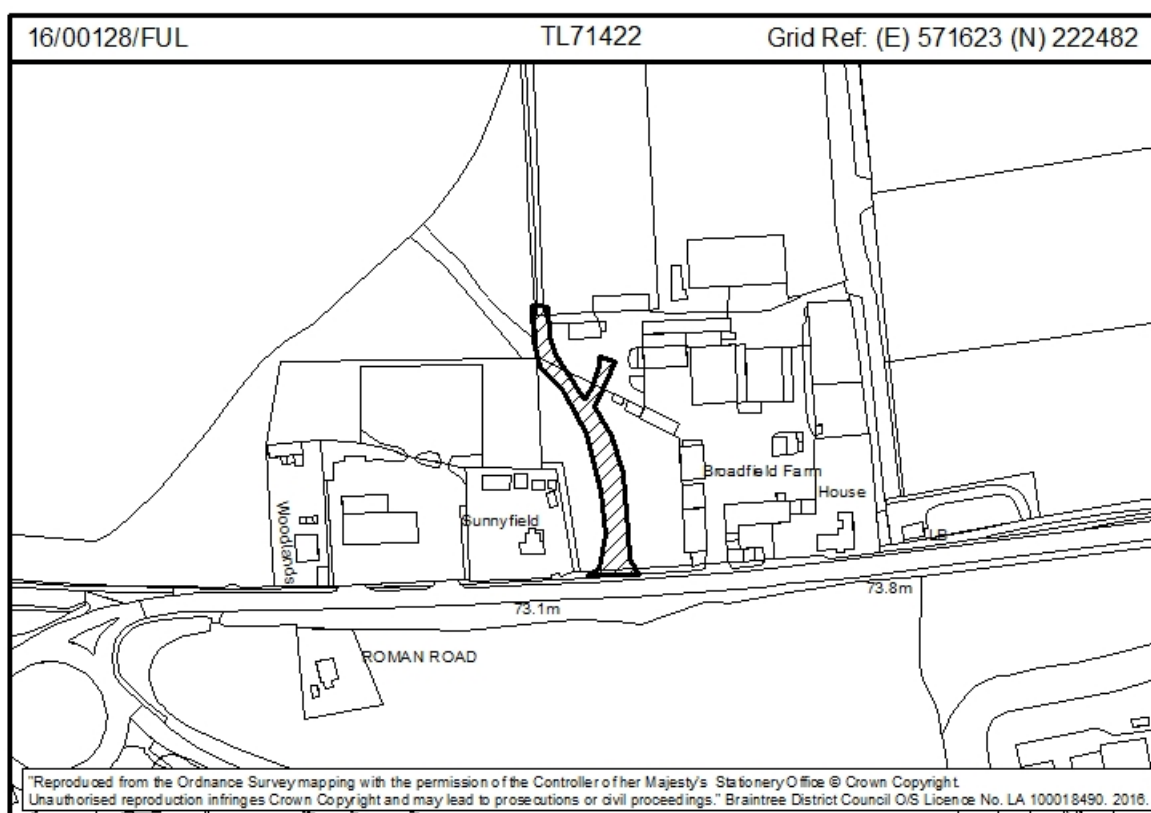 16/00128/FUL TL71422 Grid Ref: (E) 571623 (N) 222482
Broadfield Farm
House
Woodlands
Sunnyfield
LB
73.8m
73.1m
ROMAN ROAD
"Reproduced from the Ordnance Survey mapping with the permission of the Controller of her Majesty's Stationery Office © Crown Copyright.
Unauthorised reproduction infringes Crown Copyright and may lead to prosecutions or civil proceedings." Braintree District Council O/S Licence No. LA 100018490. 2016.